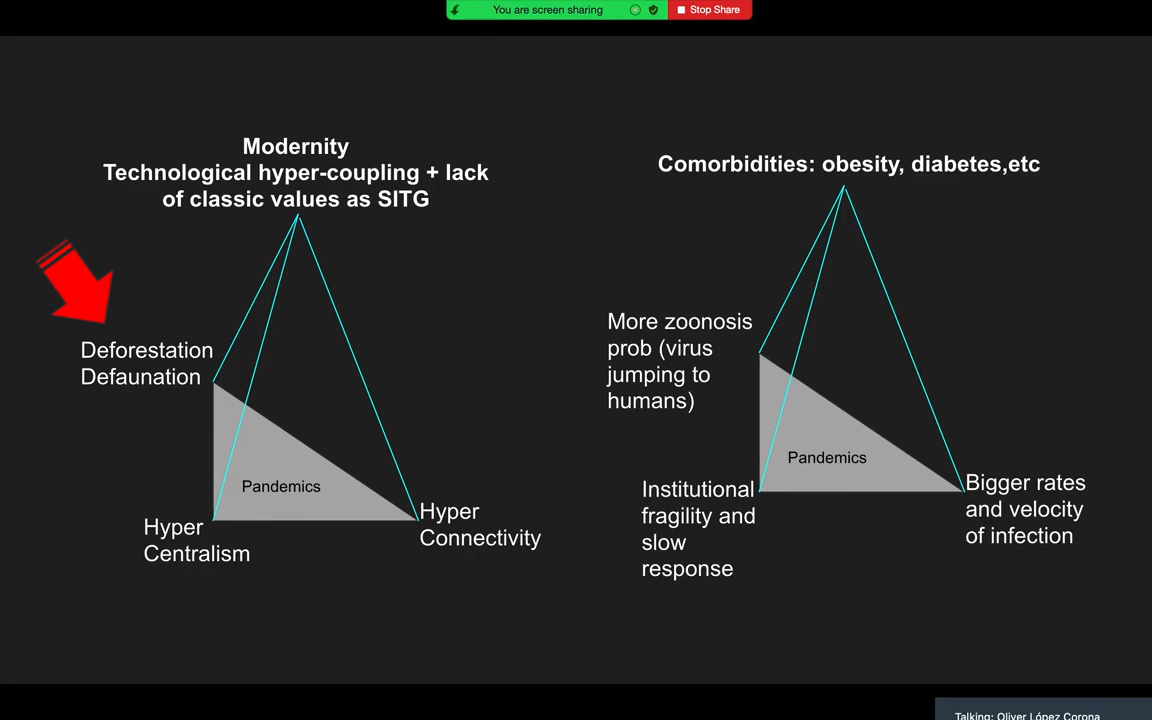 You are screen sharing
Stop Share
Modernity
Technological hyper-coupling + lack
of classic values as SITG
Deforestation
Defaunation
Pandemics
Hyper
Centralism
Hyper
Connectivity
Comorbidities: obesity, diabetes,etc
More zoonosis
prob (virus
jumping to
humans)
Pandemics
Institutional
fragility and
slow
response
Bigger rates
and velocity
of infection
Talking: Oliver López Corona